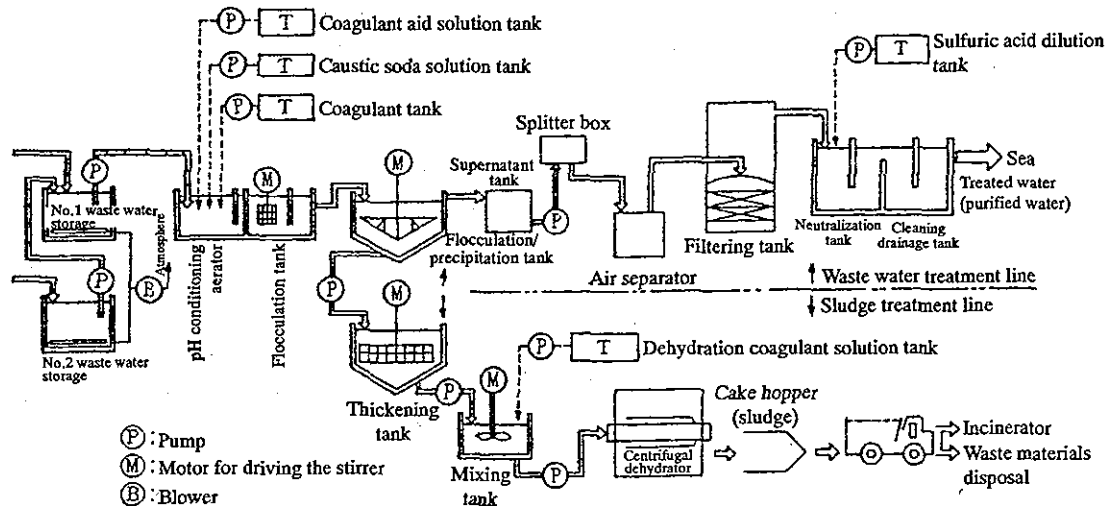 P T Coagulant aid solution tank
P T Caustic soda solution tank
P T Coagulant tank
P T Sulfuric acid dilution
tank
Splitter box
Supernatant
tank
M
M
P
No.1 waste water
storage
P
B
Atmosphere
No.2 waste water
storage
pH conditioning
aerator
Flocculation tank
Flocculation/
precipitation tank
P
Air separator
Filtering tank
Neutralization
tank
Cleaning
drainage tank
Sea
Treated water
(purified water)
Waste water treatment line
Sludge treatment line
P
M
Thickening
tank
P
M
P T Dehydration coagulant solution tank
Mixing
tank
P
Centrifugal
dehydrator
Cake hopper
(sludge)
Incinerator
Waste materials
disposal
P : Pump
M : Motor for driving the stirrer
B : Blower